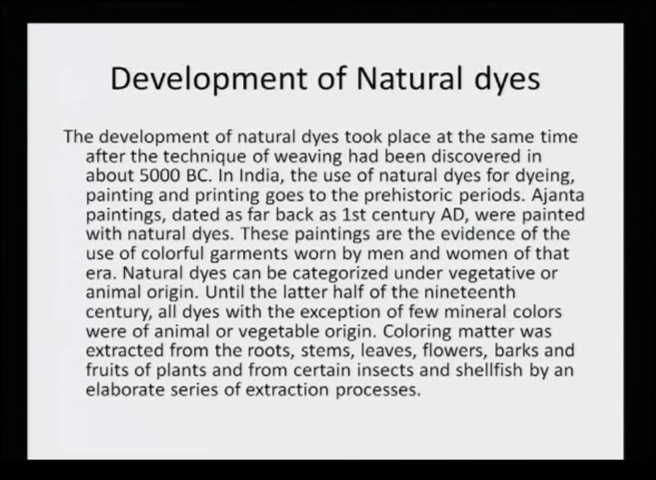 Development of Natural dyes
The development of natural dyes took place at the same time
after the technique of weaving had been discovered in
about 5000 BC. In India, the use of natural dyes for dyeing,
painting and printing goes to the prehistoric periods. Ajanta
paintings, dated as far back as 1st century AD, were painted
with natural dyes. These paintings are the evidence of the
use of colorful garments worn by men and women of that
era. Natural dyes can be categorized under vegetative or
animal origin. Until the latter half of the nineteenth
century, all dyes with the exception of few mineral colors
were of animal or vegetable origin. Coloring matter was
extracted from the roots, stems, leaves, flowers, barks and
fruits of plants and from certain insects and shellfish by an
elaborate series of extraction processes.